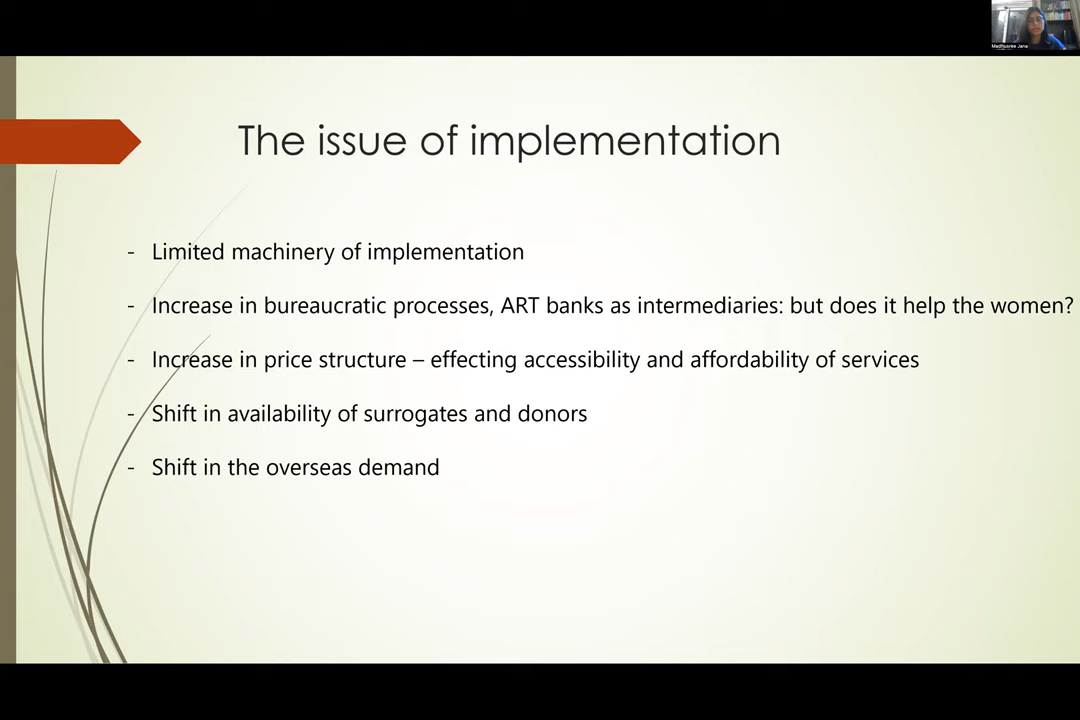 Madhusree Jana
The issue of implementation
- Limited machinery of implementation
- Increase in bureaucratic processes, ART banks as intermediaries: but does it help the women?
- Increase in price structure – effecting accessibility and affordability of services
- Shift in availability of surrogates and donors
- Shift in the overseas demand